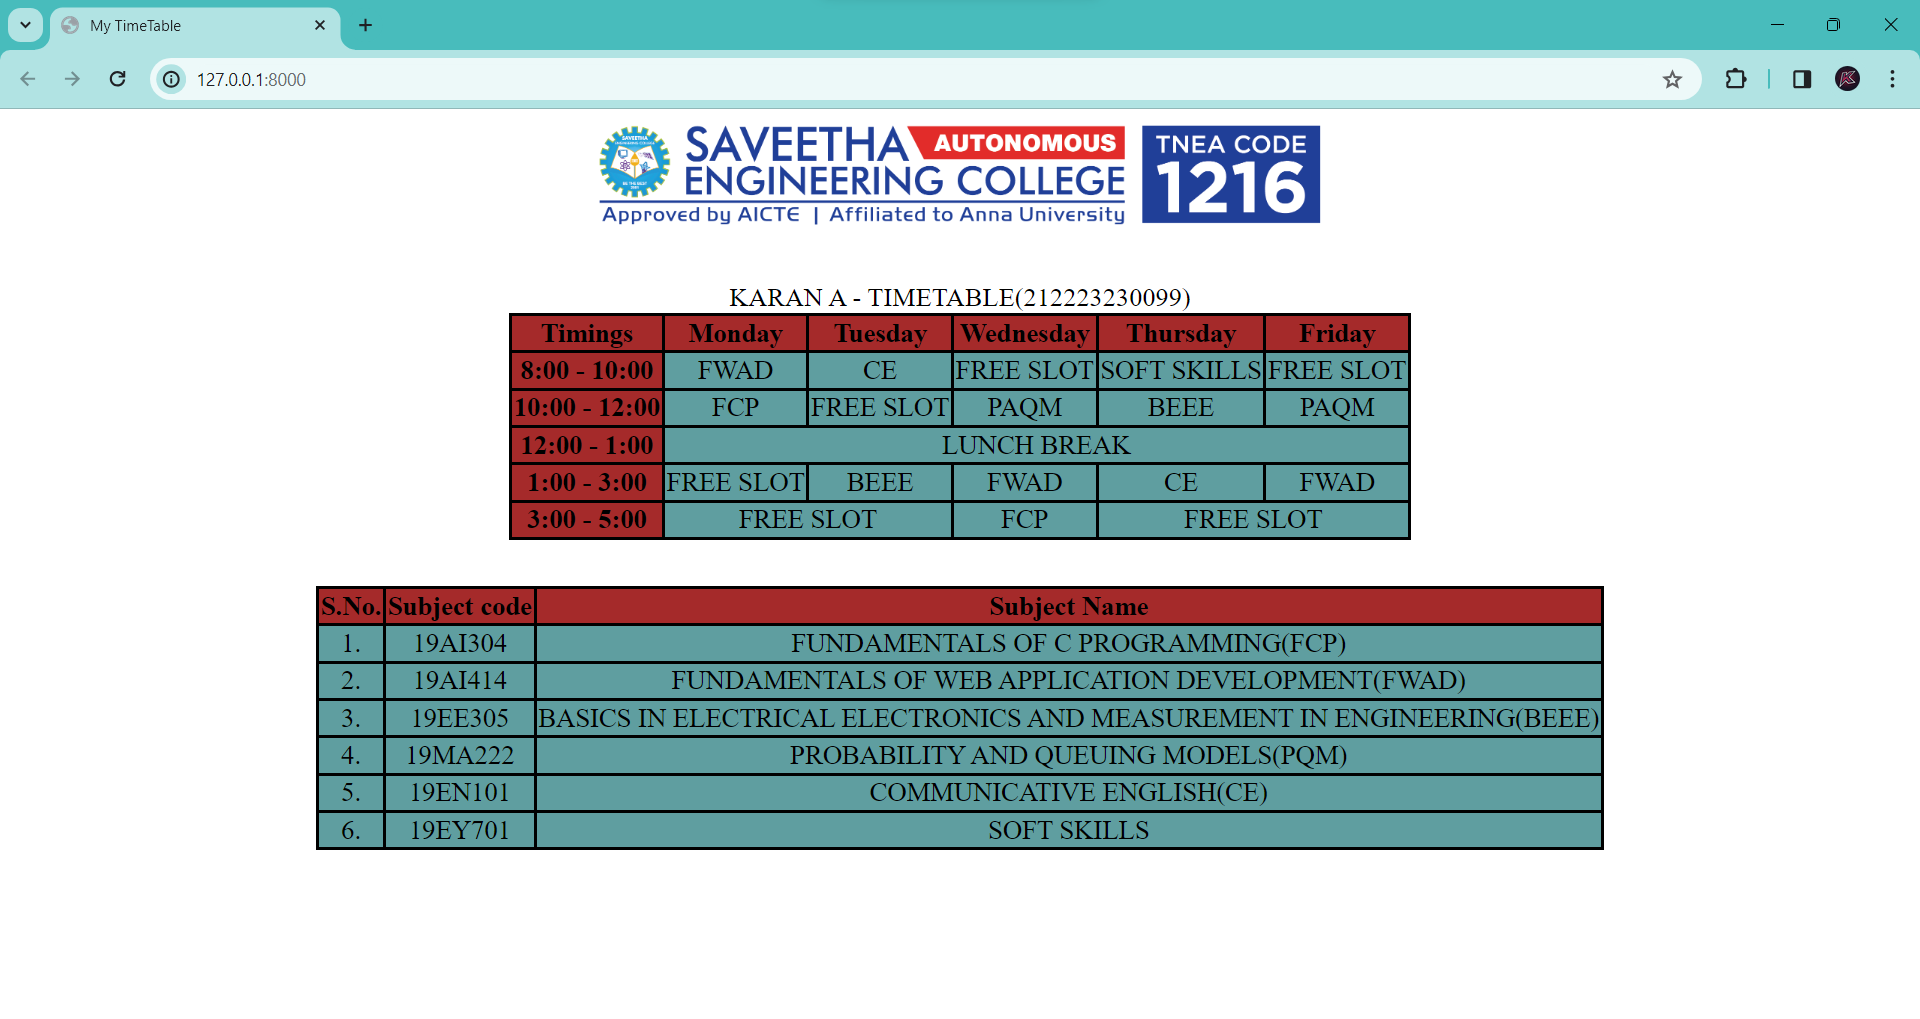 My TimeTable
127.0.0.1:8000
SAVEETHA AUTONOMOUS
ENGINEERING COLLEGE
Approved by AICTE | Affiliated to Anna University
TNEA CODE
1216
KARAN A - TIMETABLE(212223230099)
Timings Monday Tuesday Wednesday Thursday Friday
8:00 - 10:00 FWAD CE FREE SLOT SOFT SKILLS FREE SLOT
10:00 - 12:00 FCP FREE SLOT PAQM BEEE PAQM
12:00 - 1:00 LUNCH BREAK
1:00 - 3:00 FREE SLOT BEEE FWAD CE FWAD
3:00 - 5:00 FREE SLOT FCP FREE SLOT
S.No. Subject code Subject Name
1. 19AI304 FUNDAMENTALS OF C PROGRAMMING(FCP)
2. 19AI414 FUNDAMENTALS OF WEB APPLICATION DEVELOPMENT(FWAD)
3. 19EE305 BASICS IN ELECTRICAL ELECTRONICS AND MEASUREMENT IN ENGINEERING(BEEE)
4. 19MA222 PROBABILITY AND QUEUING MODELS(PQM)
5. 19EN101 COMMUNICATIVE ENGLISH(CE)
6. 19EY701 SOFT SKILLS